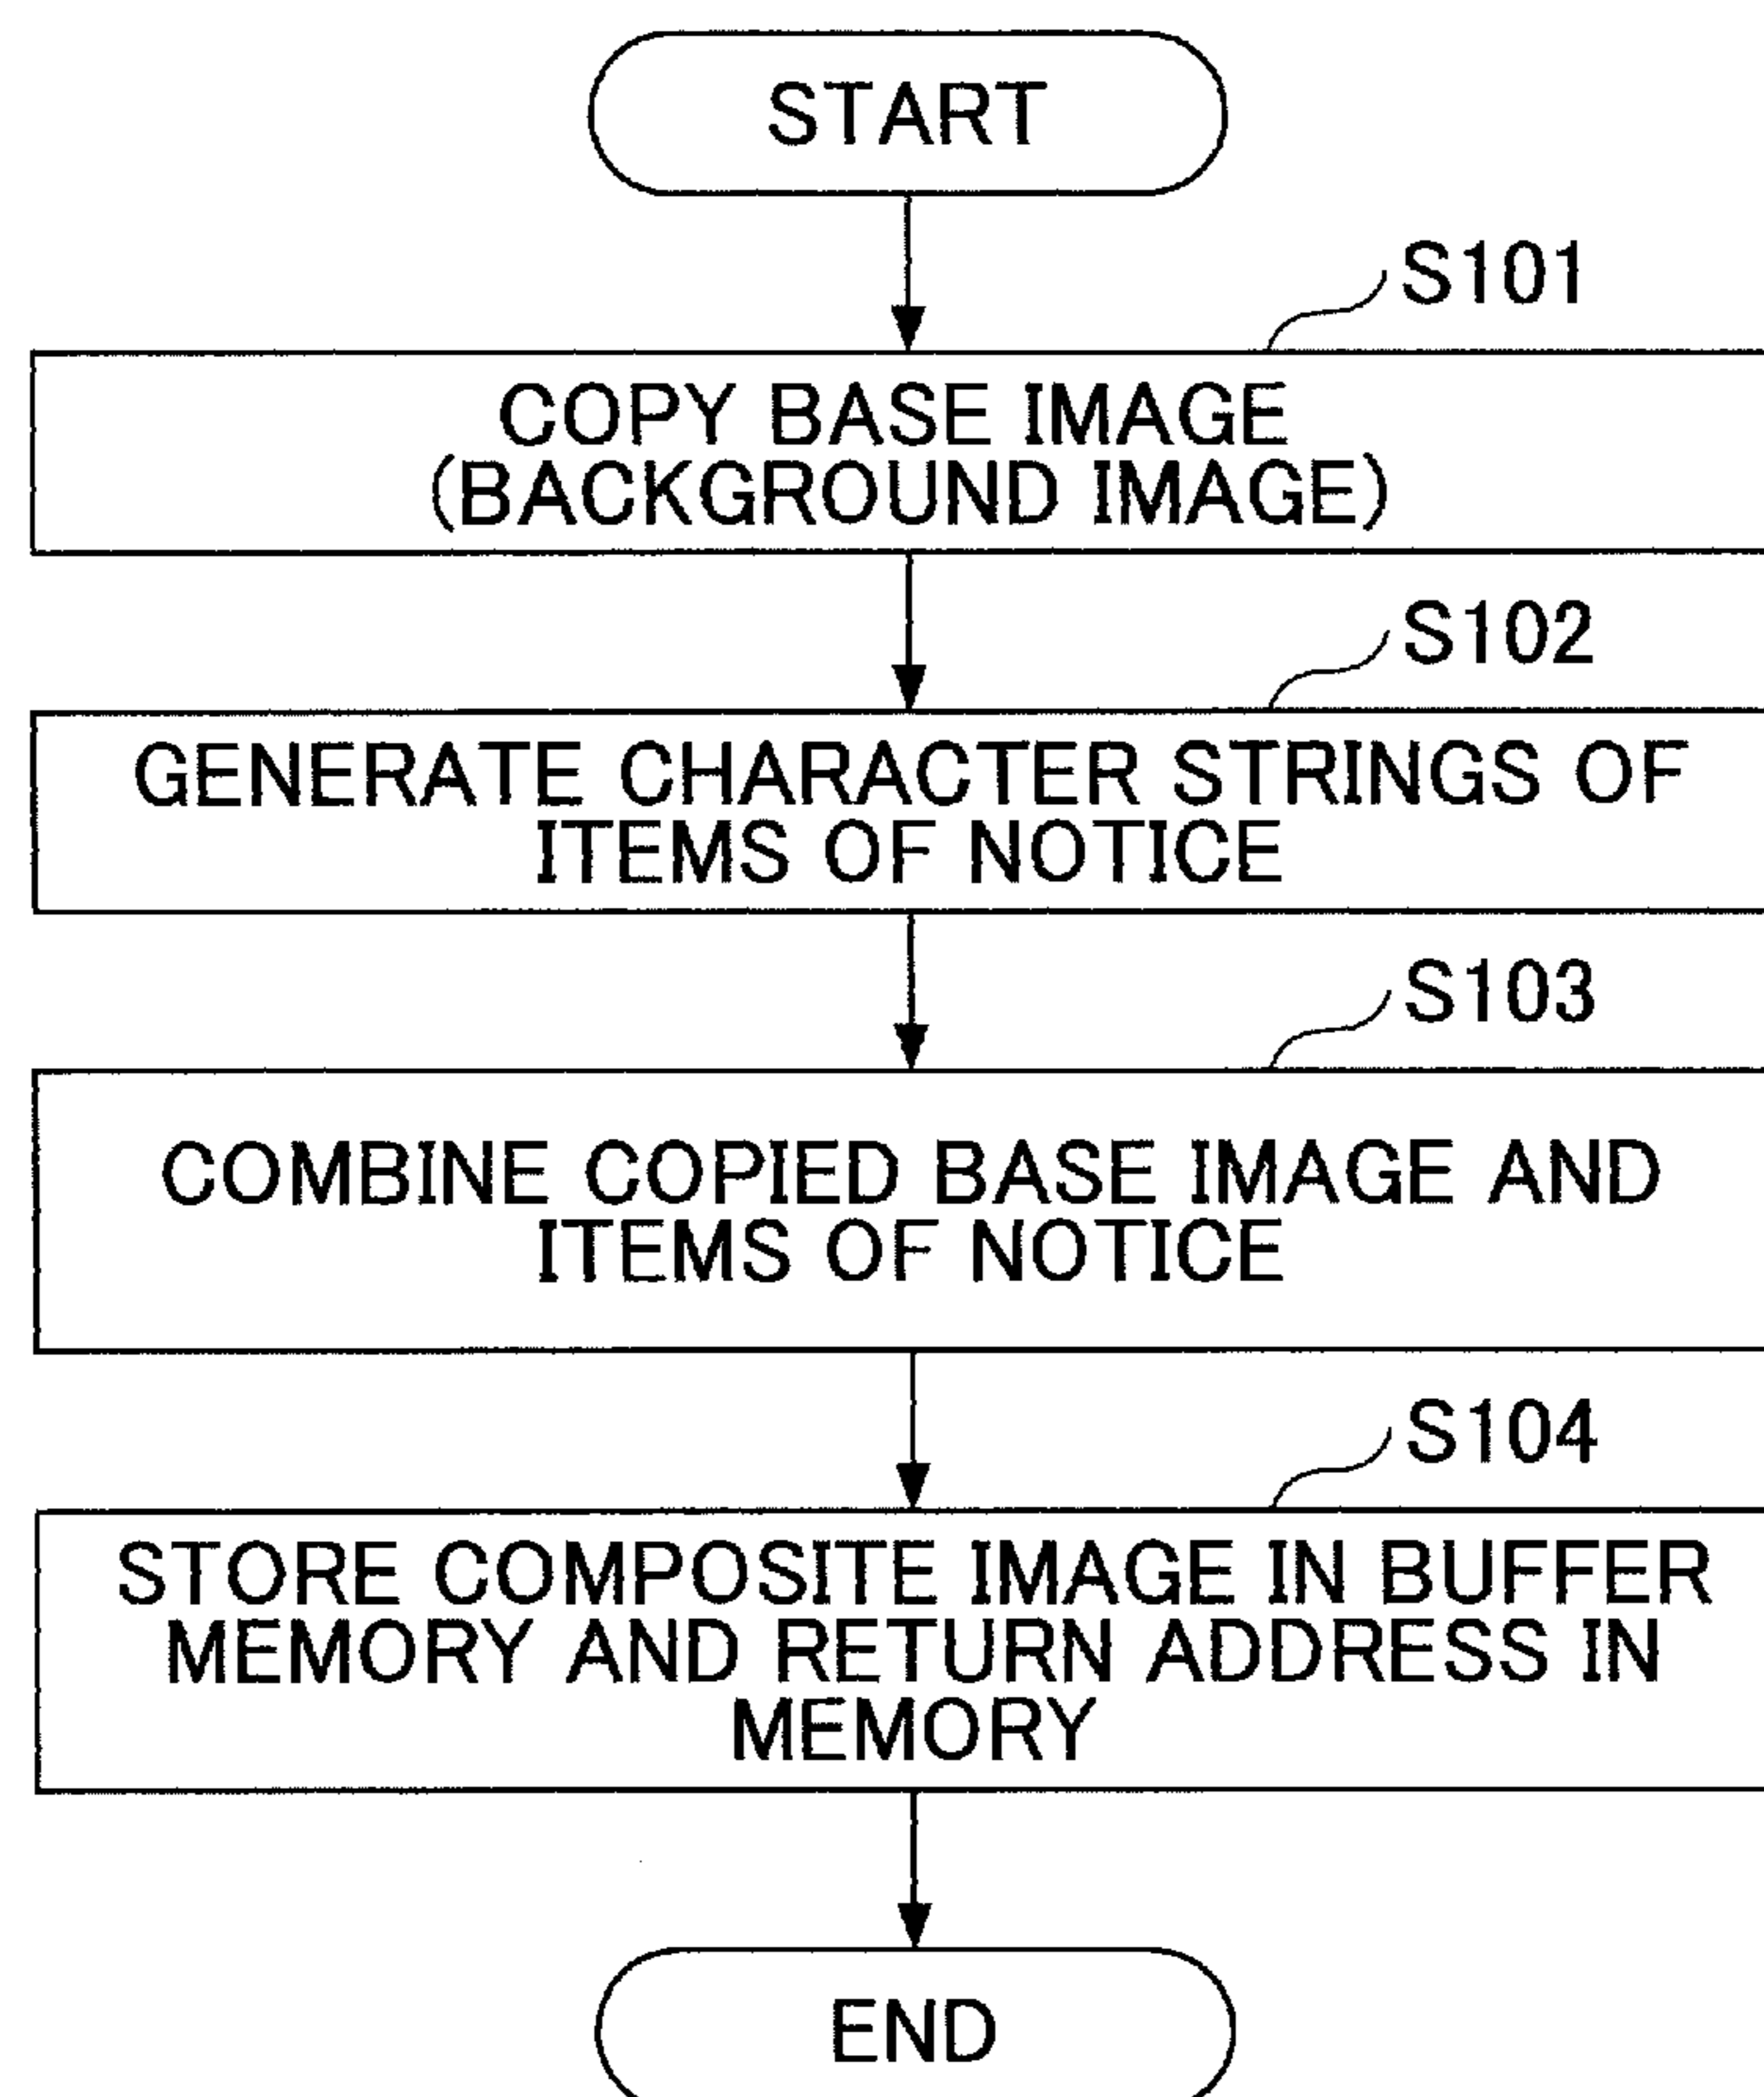 START
S101
COPY BASE IMAGE
(BACKGROUND IMAGE)
S102
GENERATE CHARACTER STRINGS OF
ITEMS OF NOTICE
S103
COMBINE COPIED BASE IMAGE AND
ITEMS OF NOTICE
S104
STORE COMPOSITE IMAGE IN BUFFER
MEMORY AND RETURN ADDRESS IN
MEMORY
END